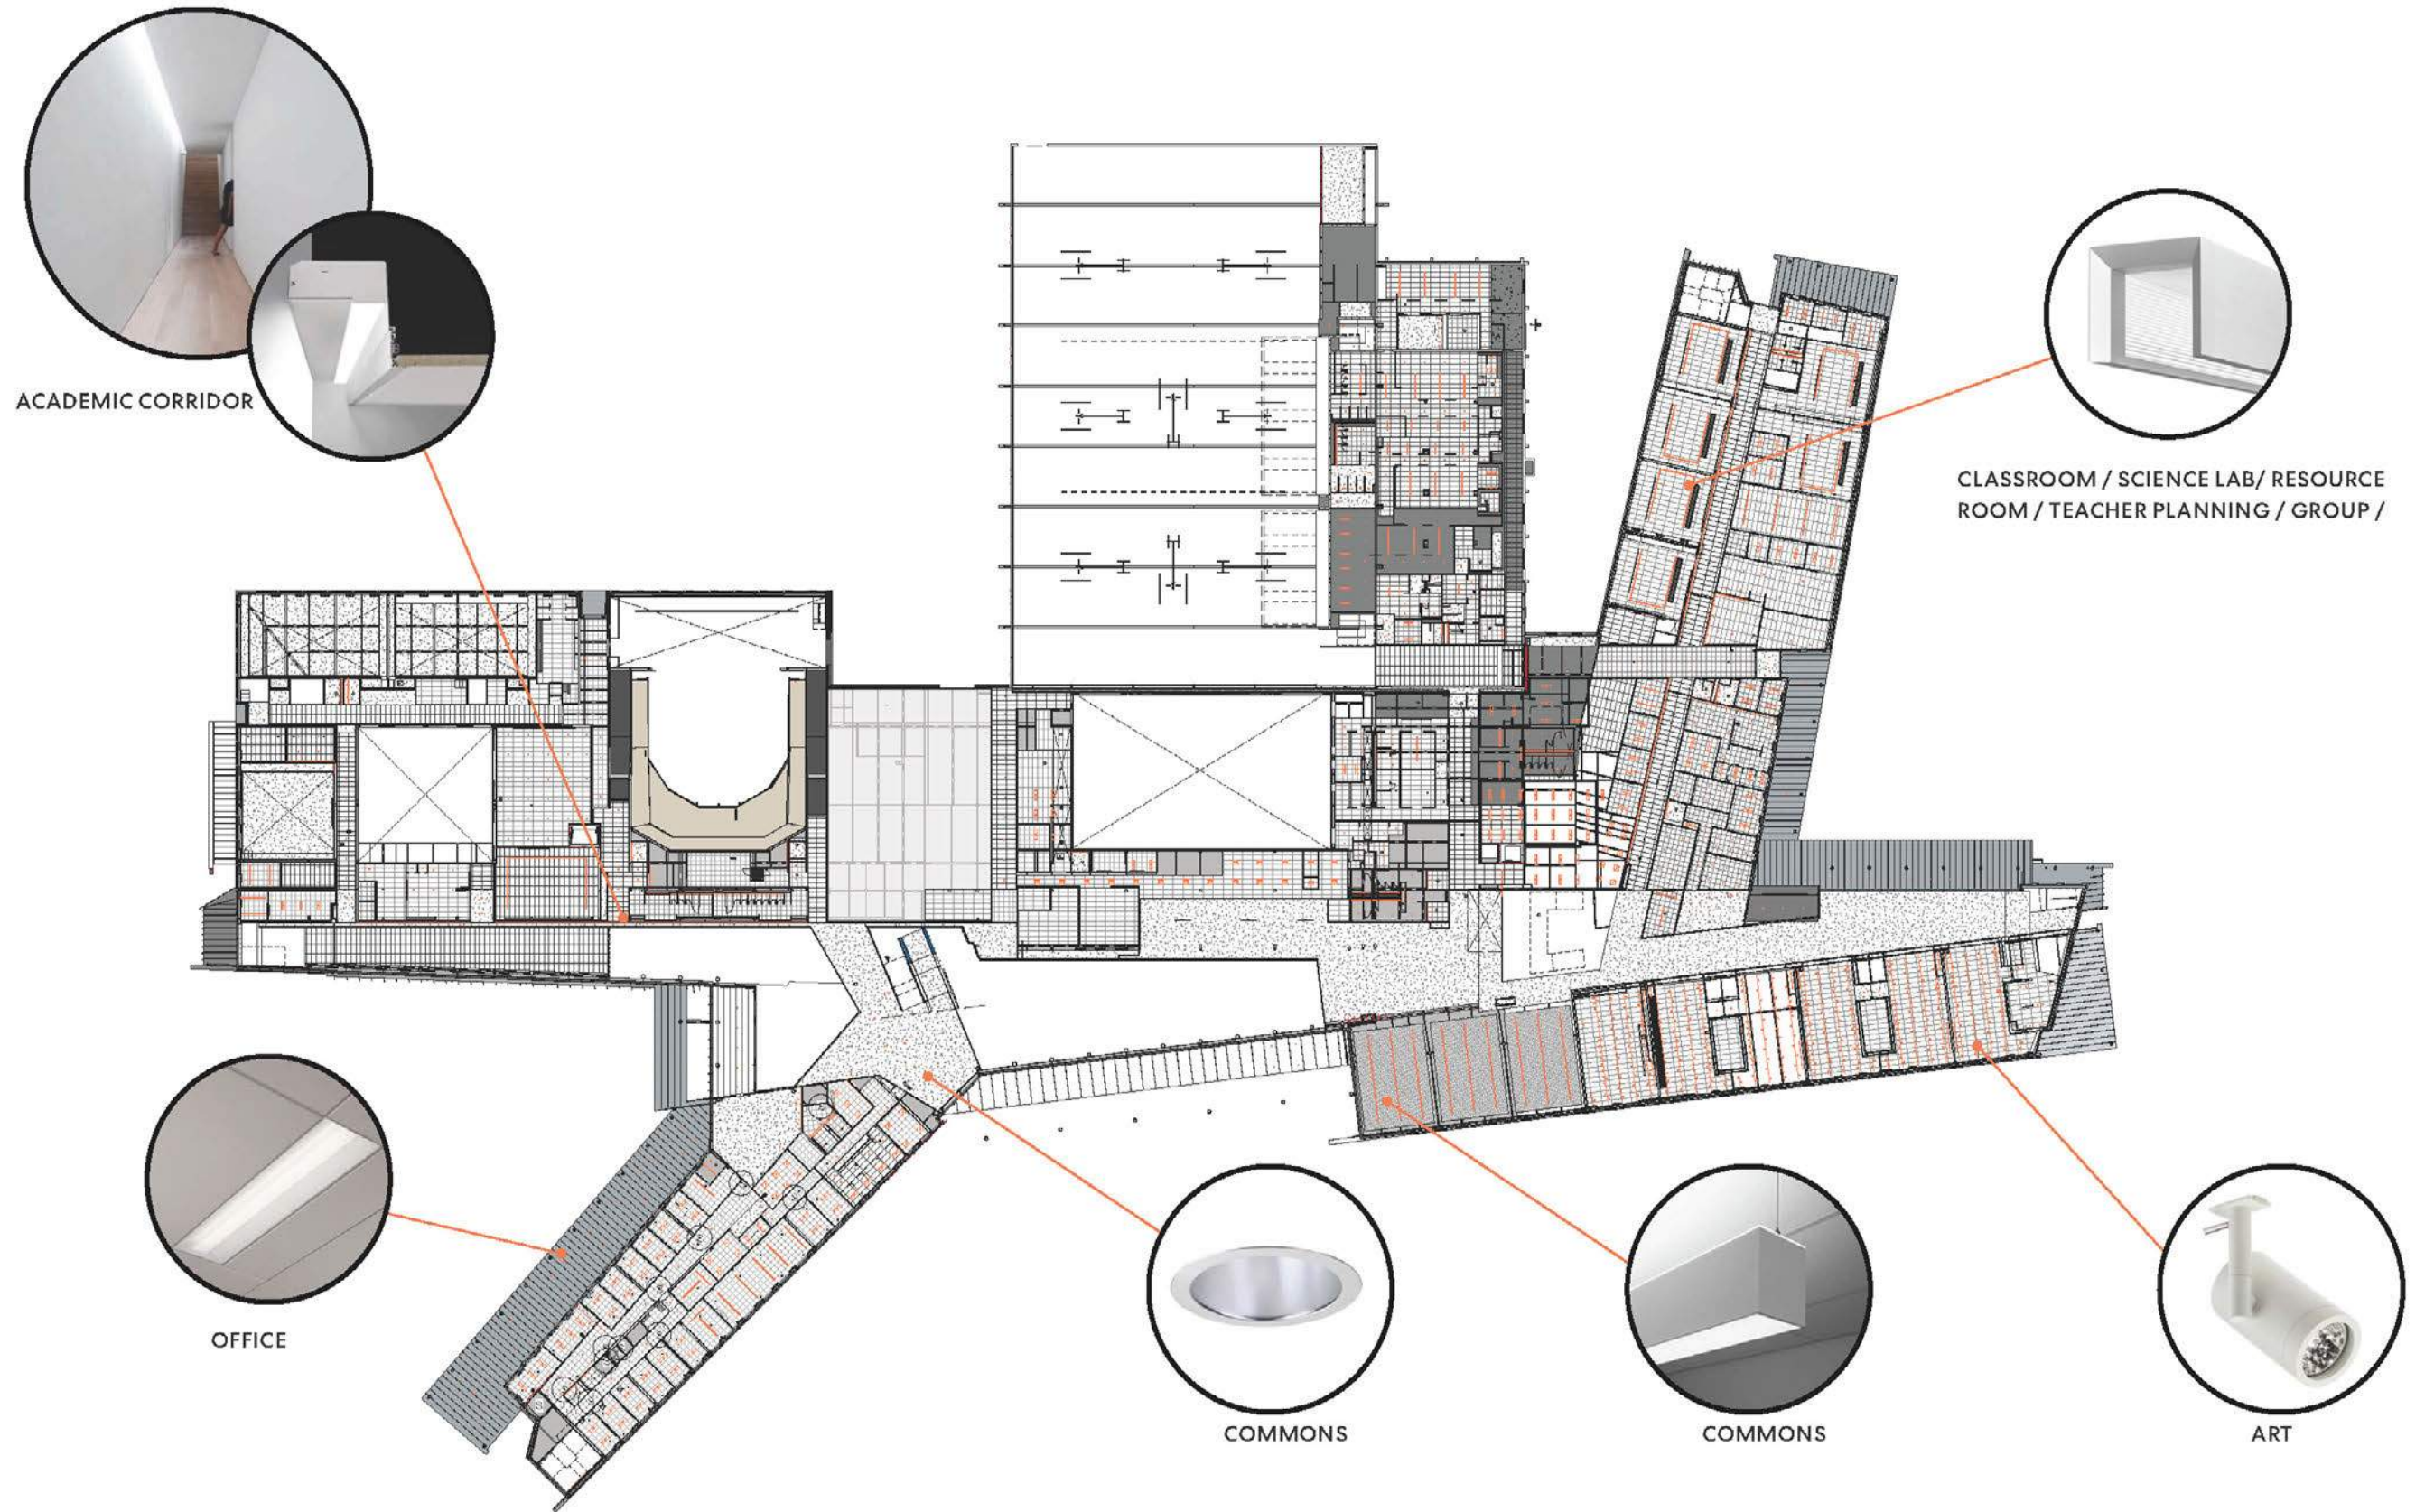 ACADEMIC CORRIDOR
CLASSROOM / SCIENCE LAB/ RESOURCE
ROOM / TEACHER PLANNING / GROUP /
OFFICE
COMMONS
COMMONS
ART